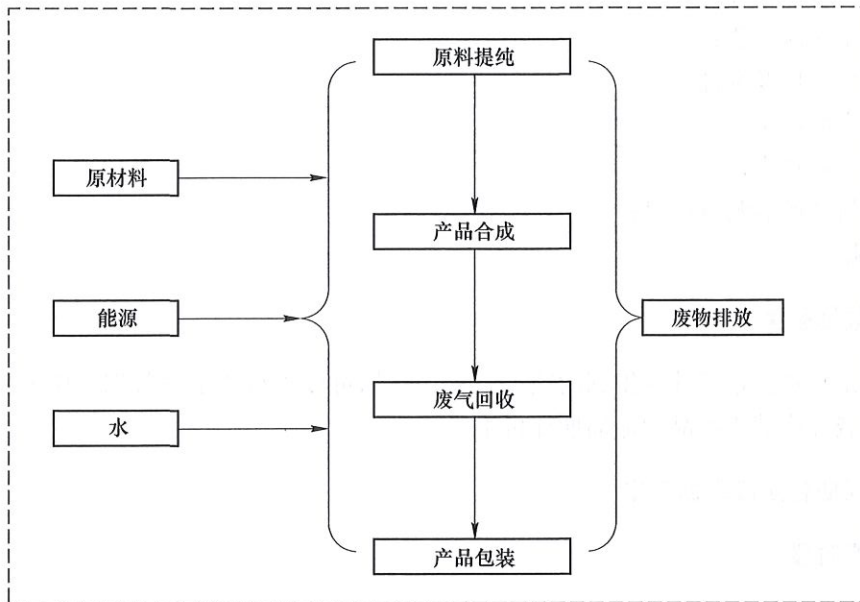 原料提纯
原材料
产品合成
能源
废物排放
废气回收
水
产品包装